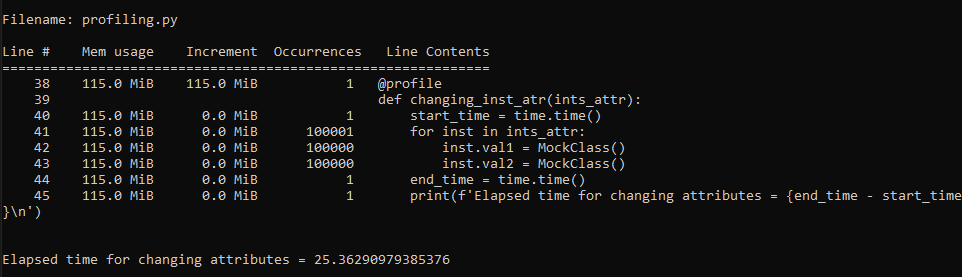 Filename: profiling.py
Line #    Mem usage    Increment  Occurrences   Line Contents
=============================================================
    38    115.0 MiB    115.0 MiB           1   @profile
    39                                         def changing_inst_atr(ints_attr):
    40    115.0 MiB      0.0 MiB           1       start_time = time.time()
    41    115.0 MiB      0.0 MiB      100001       for inst in ints_attr:
    42    115.0 MiB      0.0 MiB      100000           inst.val1 = MockClass()
    43    115.0 MiB      0.0 MiB      100000           inst.val2 = MockClass()
    44    115.0 MiB      0.0 MiB           1       end_time = time.time()
    45    115.0 MiB      0.0 MiB           1       print(f'Elapsed time for changing attributes = {end_time - start_time
}\n')
Elapsed time for changing attributes = 25.36290979385376